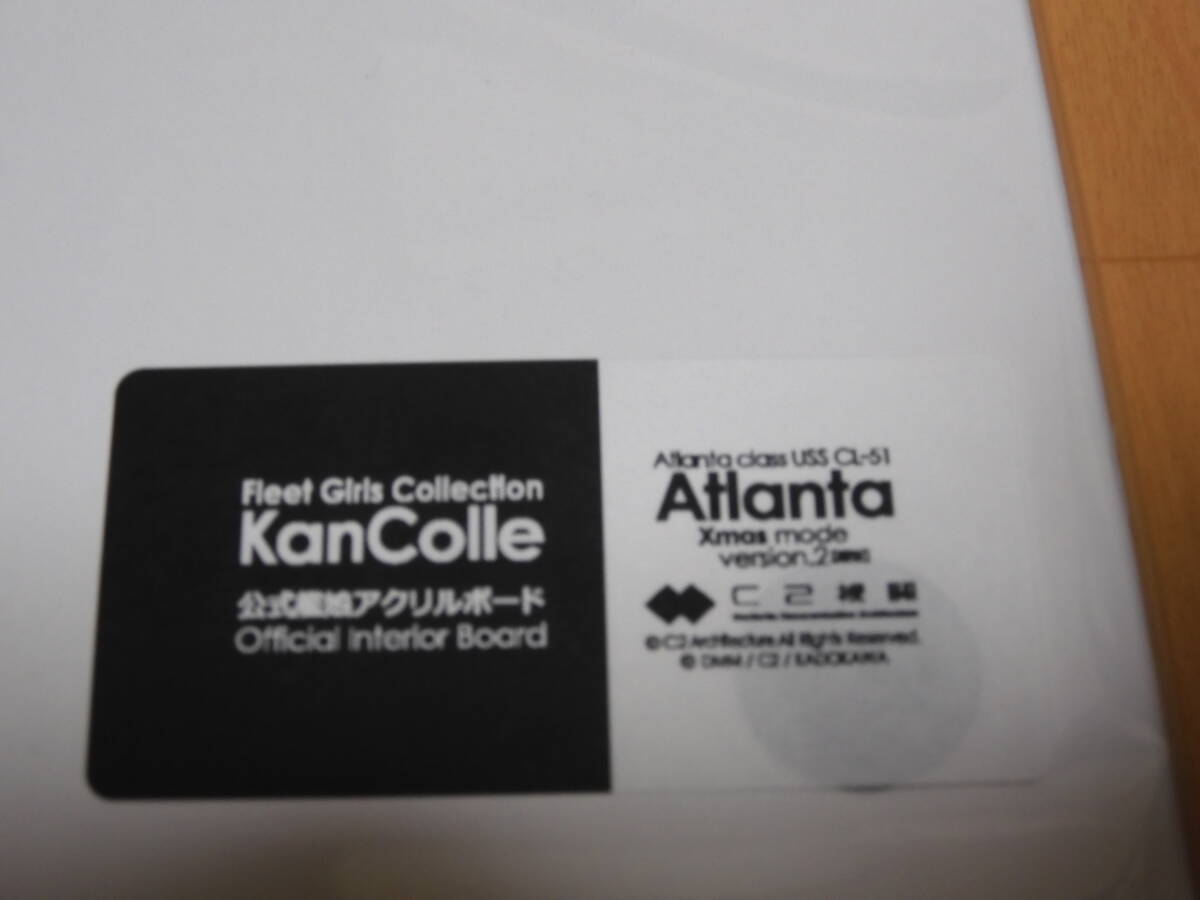 Fleet Girls Collection
KanColle
公式艦娘アクリルボード
Official Interior Board
Atlanta class USS CL-51
Atlanta
Xmas mode
version.2
C2機関
© C2 Architecture All Rights Reserved.
© DMM / C2 / KADOKAWA